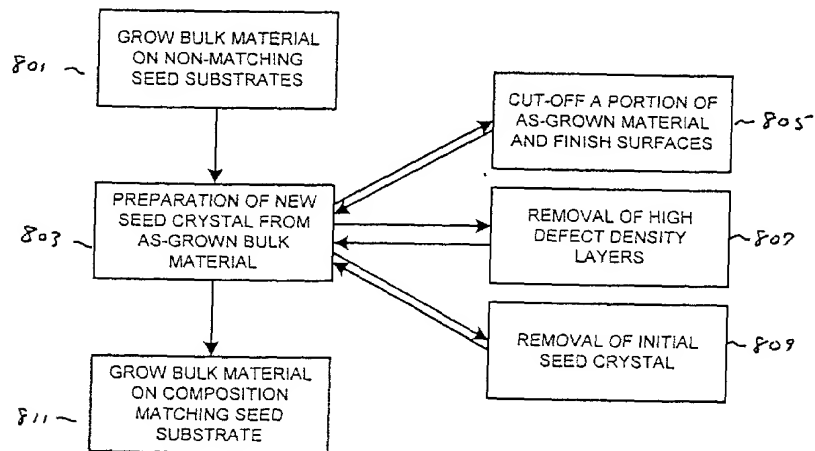 801
GROW BULK MATERIAL
ON NON-MATCHING
SEED SUBSTRATES
CUT-OFF A PORTION OF
AS-GROWN MATERIAL
AND FINISH SURFACES
805
803
PREPARATION OF NEW
SEED CRYSTAL FROM
AS-GROWN BULK
MATERIAL
REMOVAL OF HIGH
DEFECT DENSITY
LAYERS
807
REMOVAL OF INITIAL
SEED CRYSTAL
809
811
GROW BULK MATERIAL
ON COMPOSITION
MATCHING SEED
SUBSTRATE